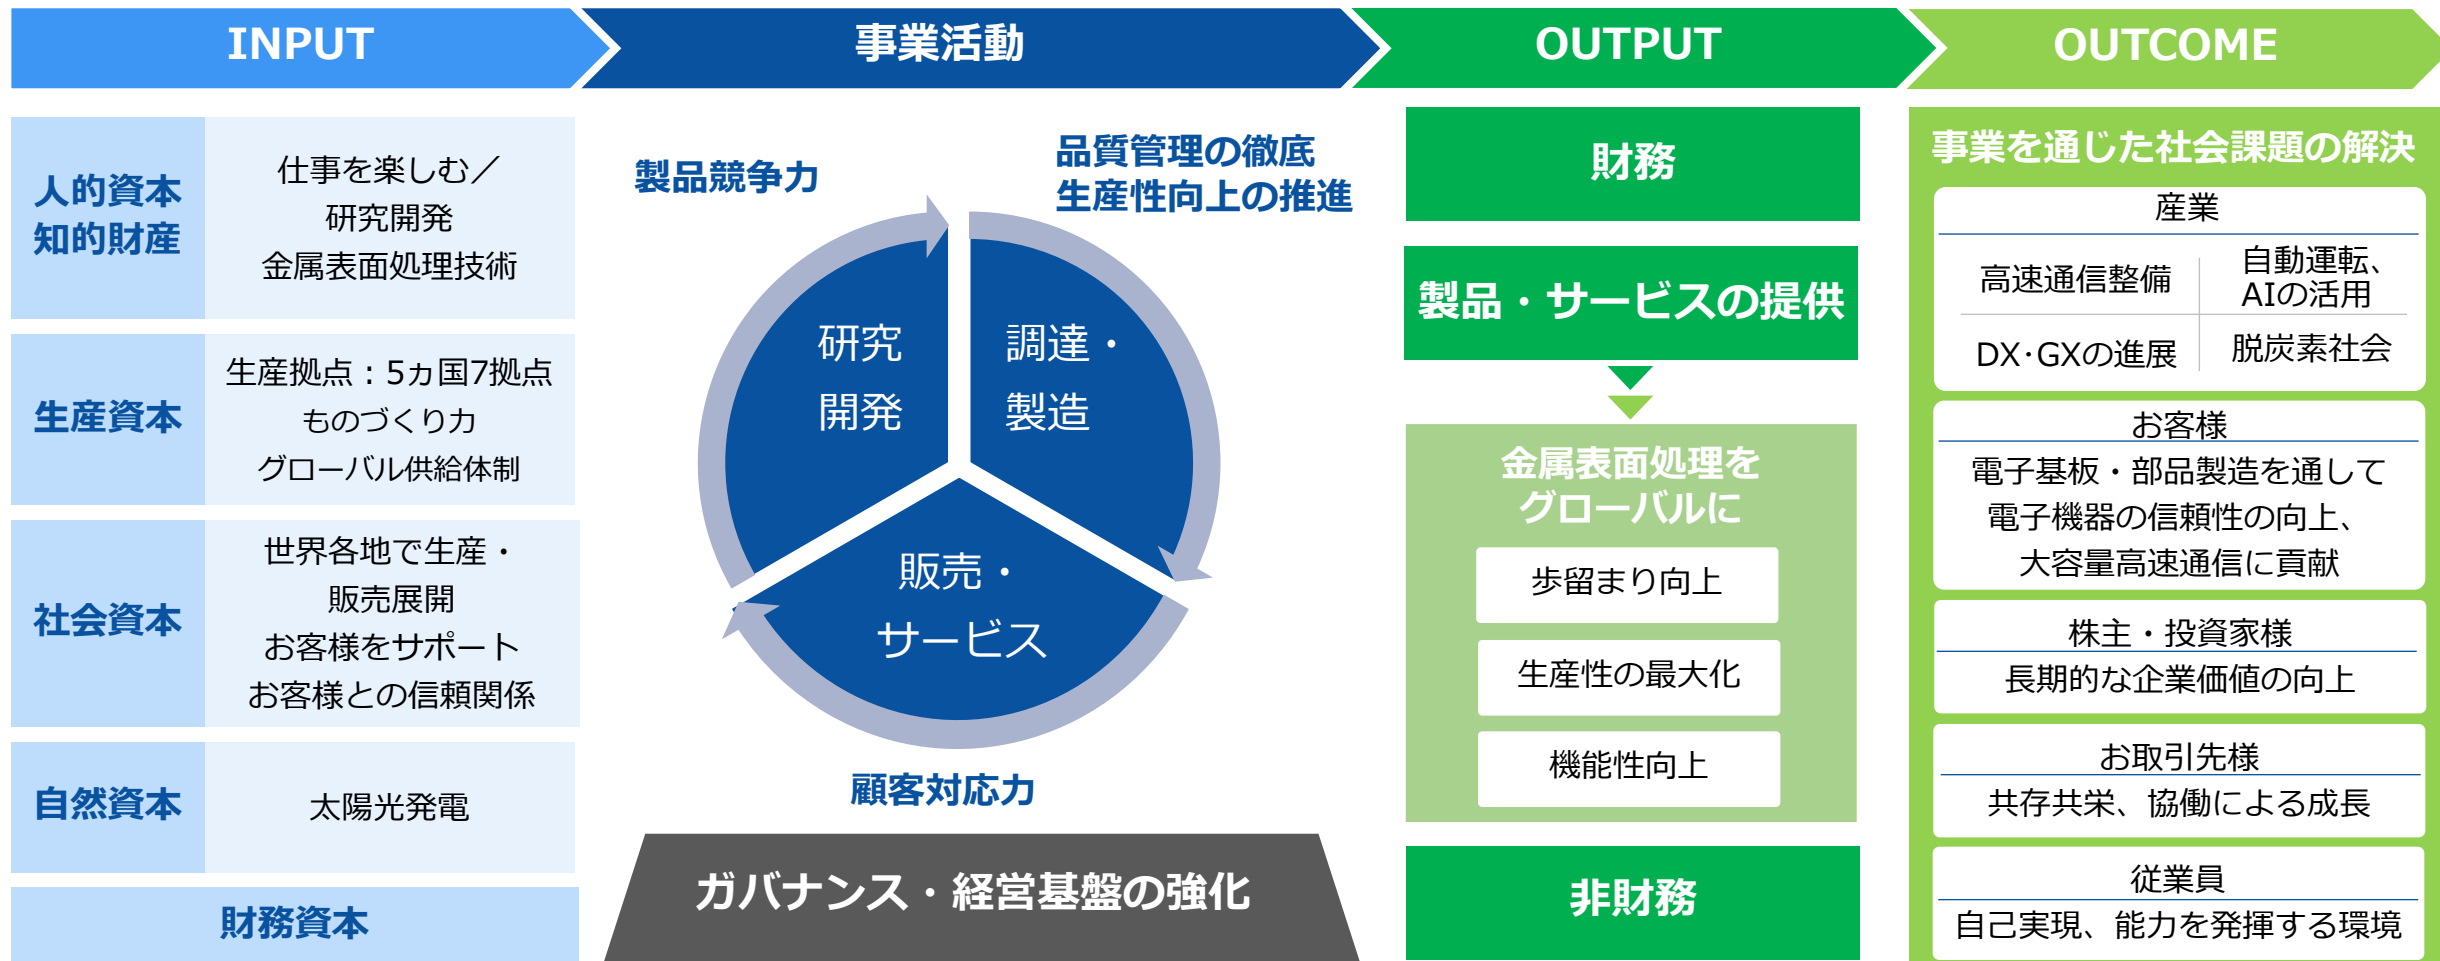 INPUT
事業活動
OUTPUT
OUTCOME
人的資本
知的財産
仕事を楽しむ／
研究開発
金属表面処理技術
生産資本
生産拠点：5ヵ国7拠点
ものづくり力
グローバル供給体制
社会資本
世界各地で生産・
販売展開
お客様をサポート
お客様との信頼関係
自然資本
太陽光発電
財務資本
製品競争力
品質管理の徹底
生産性向上の推進
研究
開発
調達・
製造
販売・
サービス
顧客対応力
ガバナンス・経営基盤の強化
財務
製品・サービスの提供
金属表面処理を
グローバルに
歩留まり向上
生産性の最大化
機能性向上
非財務
事業を通じた社会課題の解決
産業
高速通信整備
自動運転、
AIの活用
DX･GXの進展
脱炭素社会
お客様
電子基板・部品製造を通して
電子機器の信頼性の向上、
大容量高速通信に貢献
株主・投資家様
長期的な企業価値の向上
お取引先様
共存共栄、協働による成長
従業員
自己実現、能力を発揮する環境